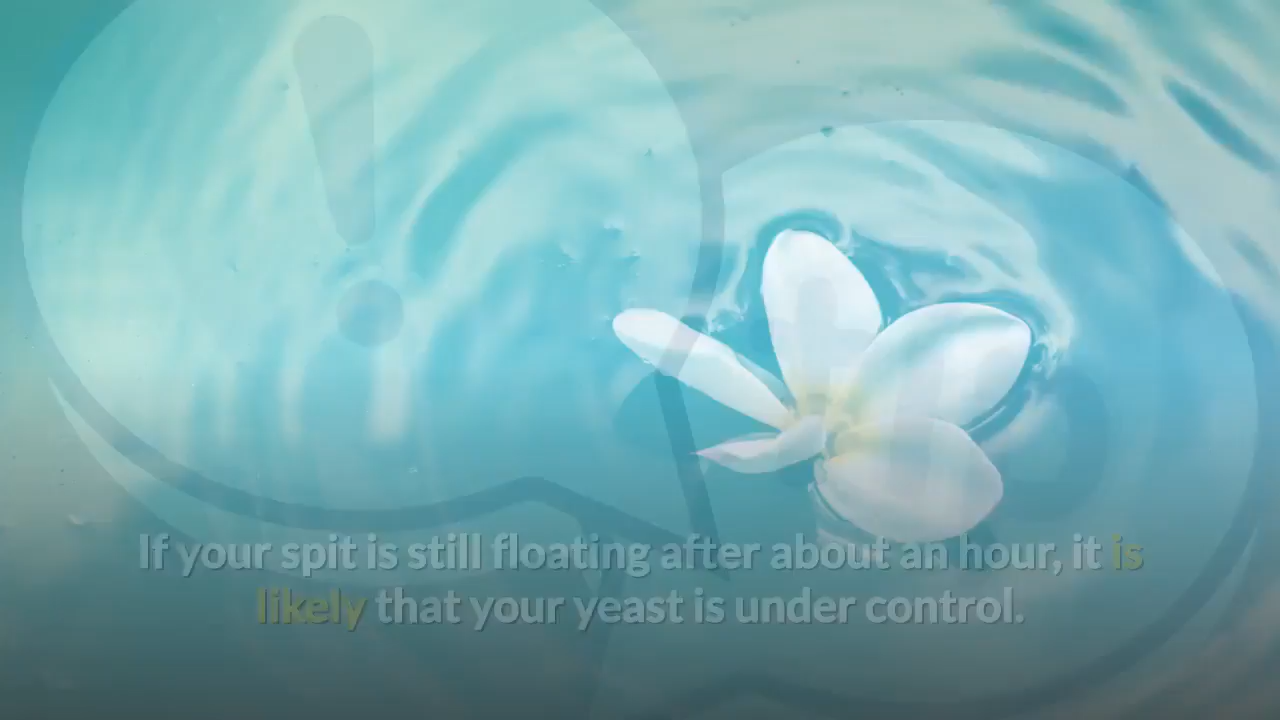 If your spit is still floating after about an hour, it is
likely that your yeast is under control.